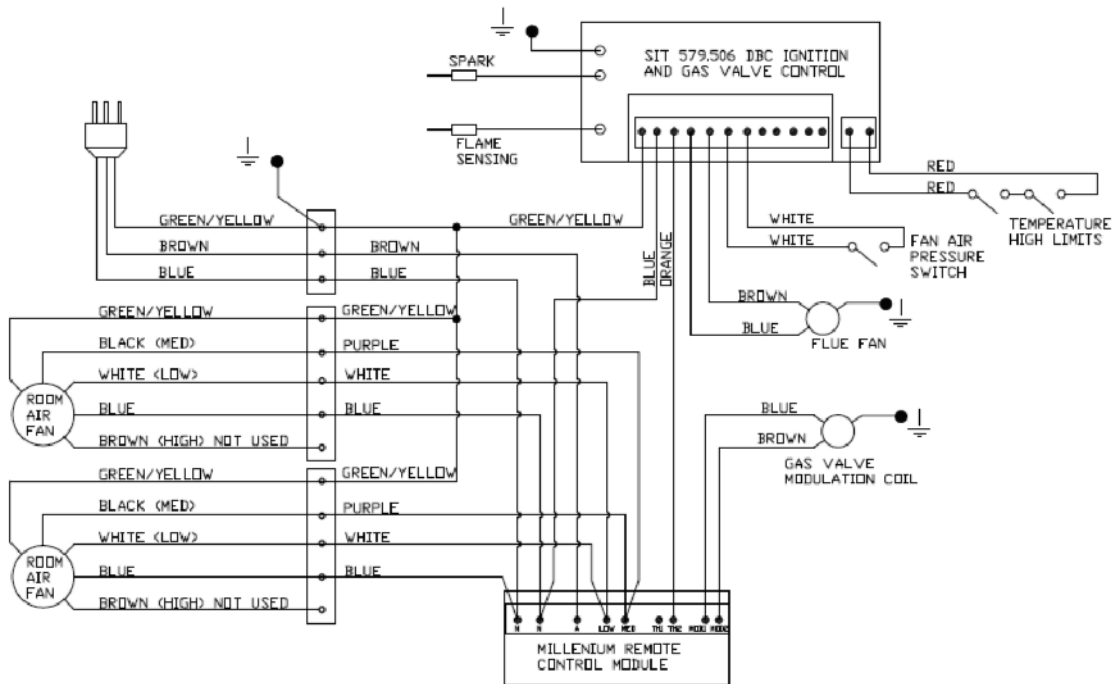 SIT 579.506 DBC IGNITION
AND GAS VALVE CONTROL
SPARK
FLAME
SENSING
RED
RED
TEMPERATURE
HIGH LIMITS
GREEN/YELLOW
GREEN/YELLOW
WHITE
WHITE
FAN AIR
PRESSURE
SWITCH
BROWN
BROWN
BLUE
BLUE
BLUE
ORANGE
BROWN
BLUE
FLUE FAN
GREEN/YELLOW
GREEN/YELLOW
BLACK (MED)
PURPLE
WHITE (LOW)
WHITE
ROOM
AIR
FAN
BLUE
BLUE
BROWN (HIGH) NOT USED
BLUE
BROWN
GAS VALVE
MODULATION COIL
GREEN/YELLOW
GREEN/YELLOW
BLACK (MED)
PURPLE
WHITE (LOW)
WHITE
ROOM
AIR
FAN
BLUE
BLUE
BROWN (HIGH) NOT USED
N N A LOW MED TH1 TH2 MOD1 MOD2
MILLENIUM REMOTE
CONTROL MODULE